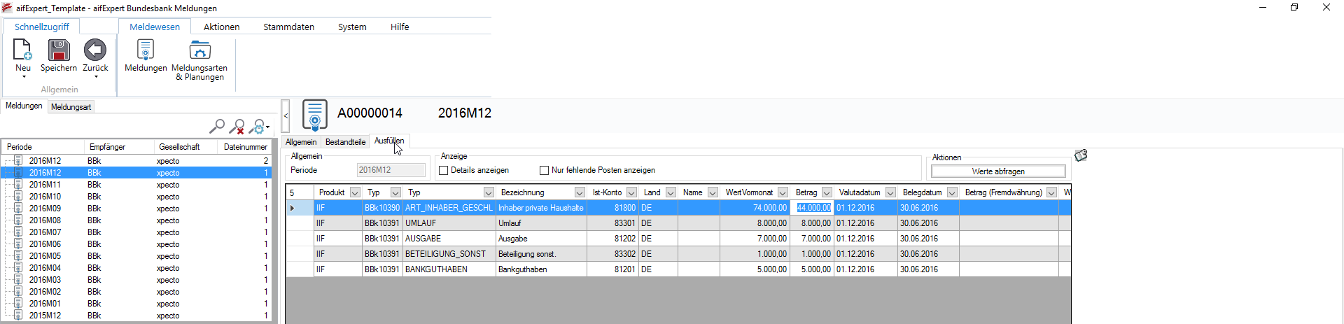 aifExpert_Template - aifExpert Bundesbank Meldungen
Schnellzugriff Meldewesen Aktionen Stammdaten System Hilfe
Neu Speichern Zurück Meldungen Meldungsarten & Planungen
Allgemein
Meldungen Meldungsart
< A00000014 2016M12
Allgemein Bestandteile Ausfüllen
Allgemein Anzeige Aktionen
Periode 2016M12 Details anzeigen Nur fehlende Posten anzeigen Werte abfragen
Periode Empfänger Gesellschaft Dateinummer
2016M12 BBk xpecto 2
2016M12 BBk xpecto 1
2016M11 BBk xpecto 1
2016M10 BBk xpecto 1
2016M09 BBk xpecto 1
2016M08 BBk xpecto 1
2016M07 BBk xpecto 1
2016M06 BBk xpecto 1
2016M05 BBk xpecto 1
2016M04 BBk xpecto 1
2016M03 BBk xpecto 1
2016M02 BBk xpecto 1
2016M01 BBk xpecto 1
2015M12 BBk xpecto 1
5 Produkt Typ Typ Bezeichnung Ist-Konto Land Name WertVormonat Betrag Valutadatum Belegdatum Betrag (Fremdwährung) W
IIF BBk10390 ART_INHABER_GESCHL Inhaber private Haushalte 81800 DE 74.000,00 44.000,00 01.12.2016 30.06.2016
IIF BBk10391 UMLAUF Umlauf 83301 DE 8.000,00 8.000,00 01.12.2016 30.06.2016
IIF BBk10391 AUSGABE Ausgabe 81202 DE 7.000,00 7.000,00 01.12.2016 30.06.2016
IIF BBk10391 BETEILIGUNG_SONST Beteiligung sonst. 83302 DE 1.000,00 1.000,00 01.12.2016 30.06.2016
IIF BBk10391 BANKGUTHABEN Bankguthaben 81201 DE 5.000,00 5.000,00 01.12.2016 30.06.2016